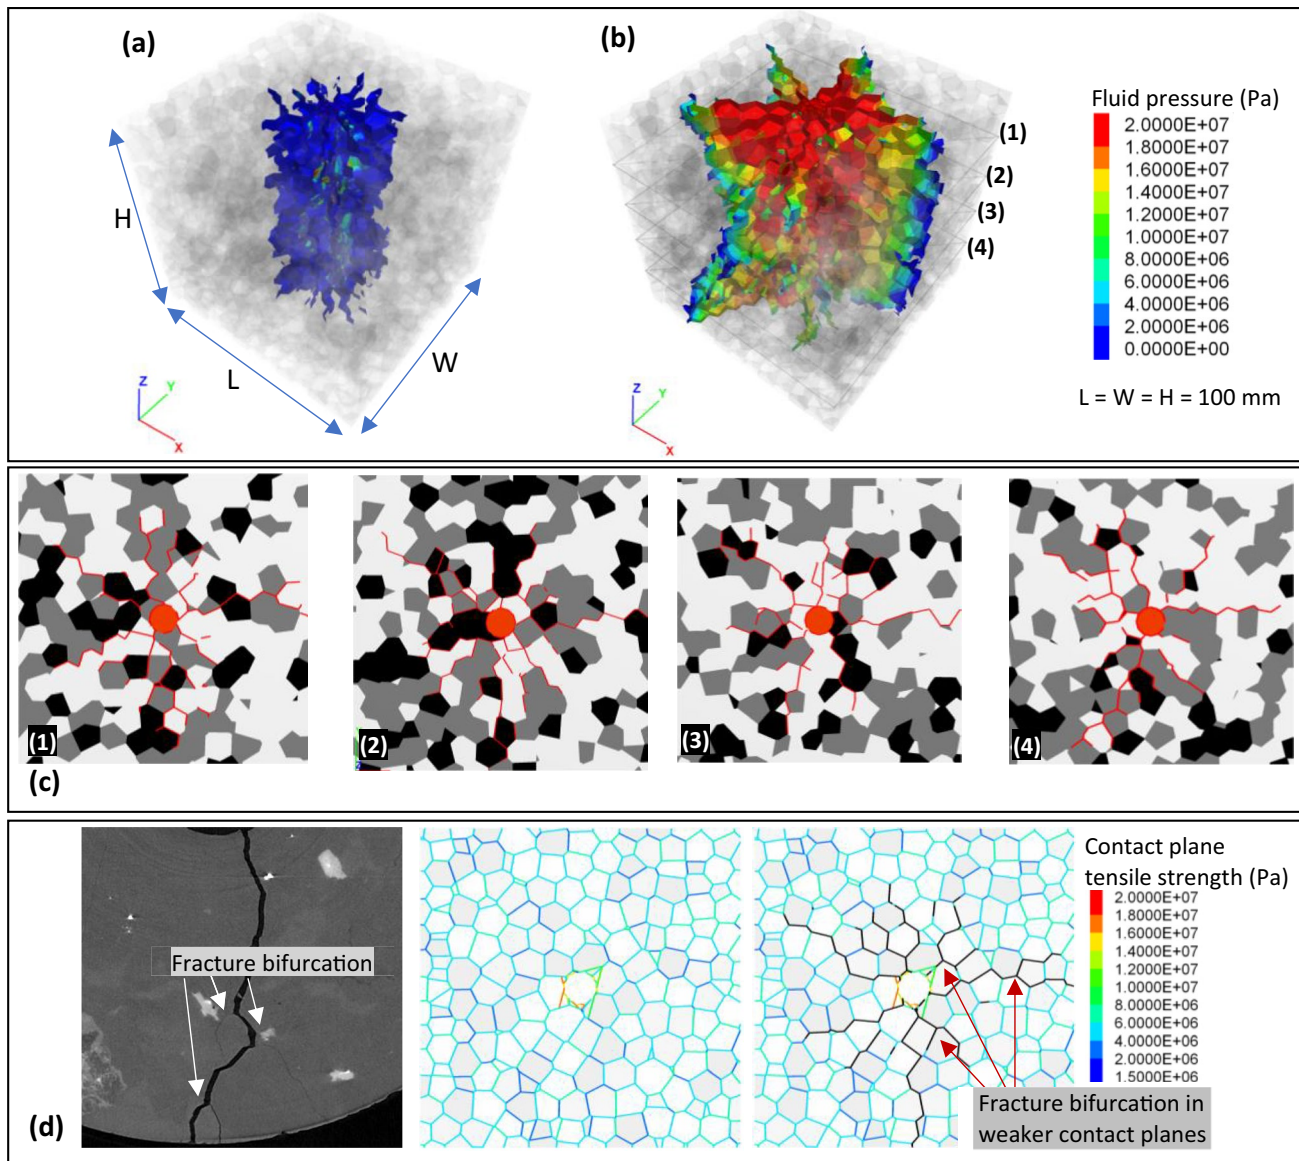 (a)
(b)
H
L
W
Z
Y
X
Z
Y
X
(1)
(2)
(3)
(4)
Fluid pressure (Pa)
2.0000E+07
1.8000E+07
1.6000E+07
1.4000E+07
1.2000E+07
1.0000E+07
8.0000E+06
6.0000E+06
4.0000E+06
2.0000E+06
0.0000E+00
L = W = H = 100 mm
(1)
(2)
(3)
(4)
(c)
Fracture bifurcation
(d)
Contact plane
tensile strength (Pa)
2.0000E+07
1.8000E+07
1.6000E+07
1.4000E+07
1.2000E+07
1.0000E+07
8.0000E+06
6.0000E+06
4.0000E+06
2.0000E+06
1.5000E+06
Fracture bifurcation in
weaker contact planes